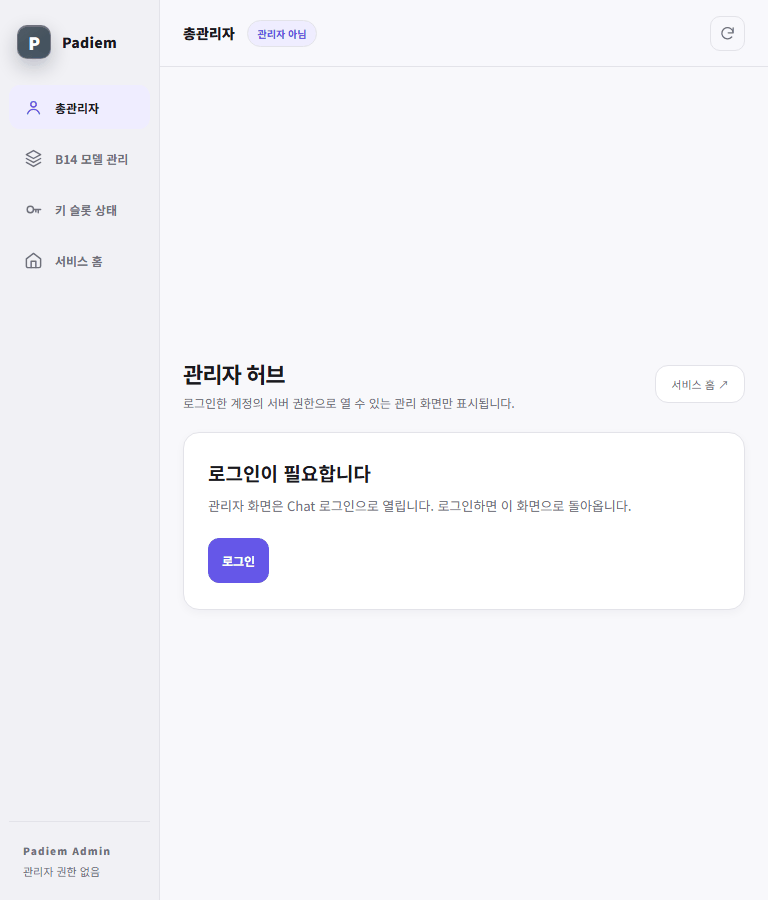 P Padiem
총관리자
B14 모델 관리
키 슬롯 상태
서비스 홈
Padiem Admin
관리자 권한 없음
총관리자 관리자 아님
관리자 허브
로그인한 계정의 서버 권한으로 열 수 있는 관리 화면만 표시됩니다.
서비스 홈 ↗
로그인이 필요합니다
관리자 화면은 Chat 로그인으로 열립니다. 로그인하면 이 화면으로 돌아옵니다.
로그인